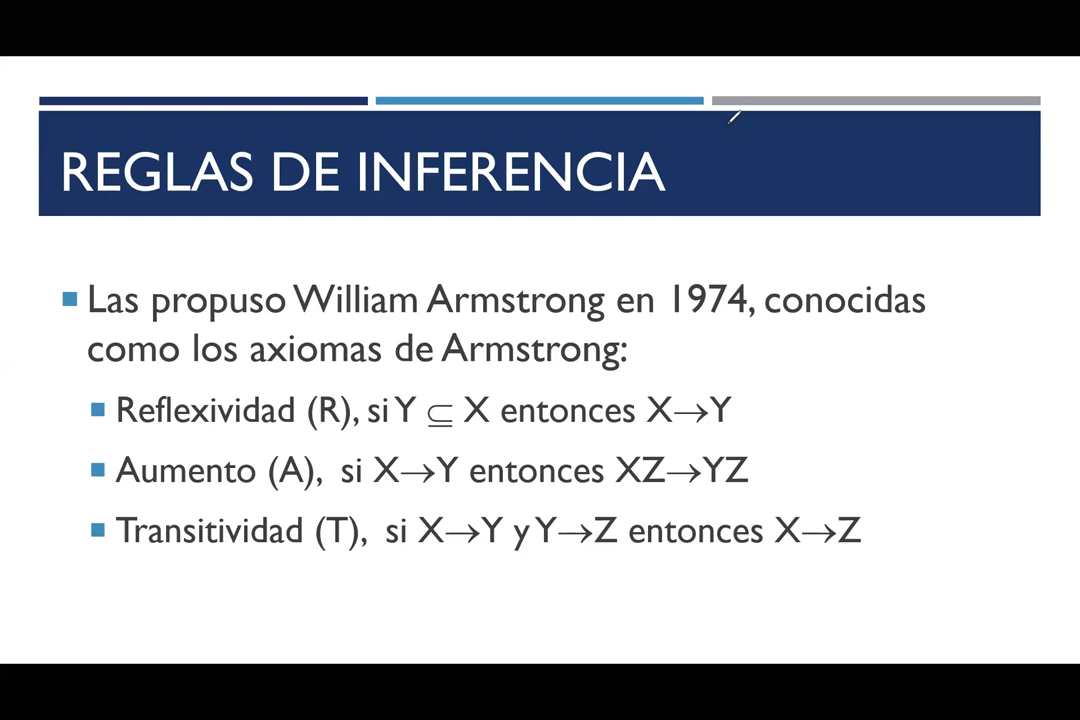 REGLAS DE INFERENCIA
Las propuso William Armstrong en 1974, conocidas
como los axiomas de Armstrong:
Reflexividad (R), si Y ⊆ X entonces X→Y
Aumento (A), si X→Y entonces XZ→YZ
Transitividad (T), si X→Y y Y→Z entonces X→Z